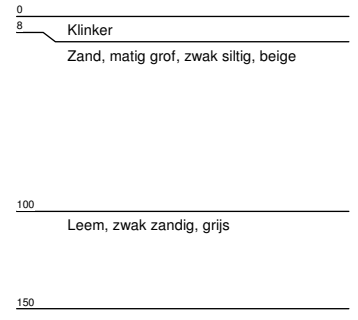 0
8
Klinker
Zand, matig grof, zwak siltig, beige
100
Leem, zwak zandig, grijs
150